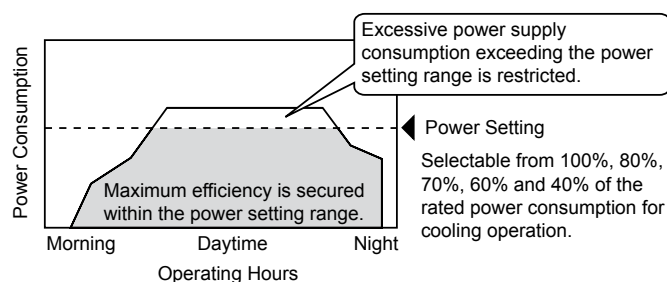 Excessive power supply
consumption exceeding the power
setting range is restricted.
Power Consumption
Power Setting
Selectable from 100%, 80%,
70%, 60% and 40% of the
rated power consumption for
cooling operation.
Maximum efficiency is secured
within the power setting range.
Morning Daytime Night
Operating Hours